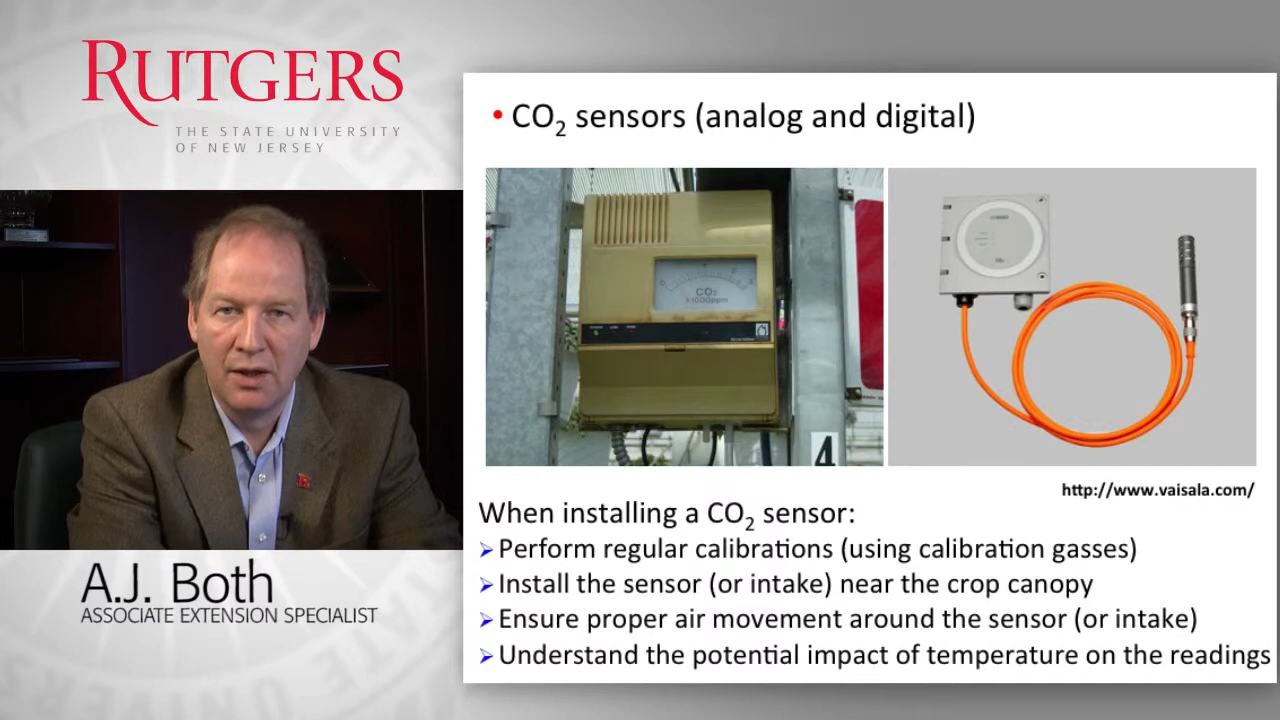 RUTGERS
THE STATE UNIVERSITY
OF NEW JERSEY
A.J. Both
ASSOCIATE EXTENSION SPECIALIST
• CO₂ sensors (analog and digital)
CO₂
X1000ppm
4
http://www.vaisala.com/
When installing a CO₂ sensor:
➢ Perform regular calibrations (using calibration gasses)
➢ Install the sensor (or intake) near the crop canopy
➢ Ensure proper air movement around the sensor (or intake)
➢ Understand the potential impact of temperature on the readings